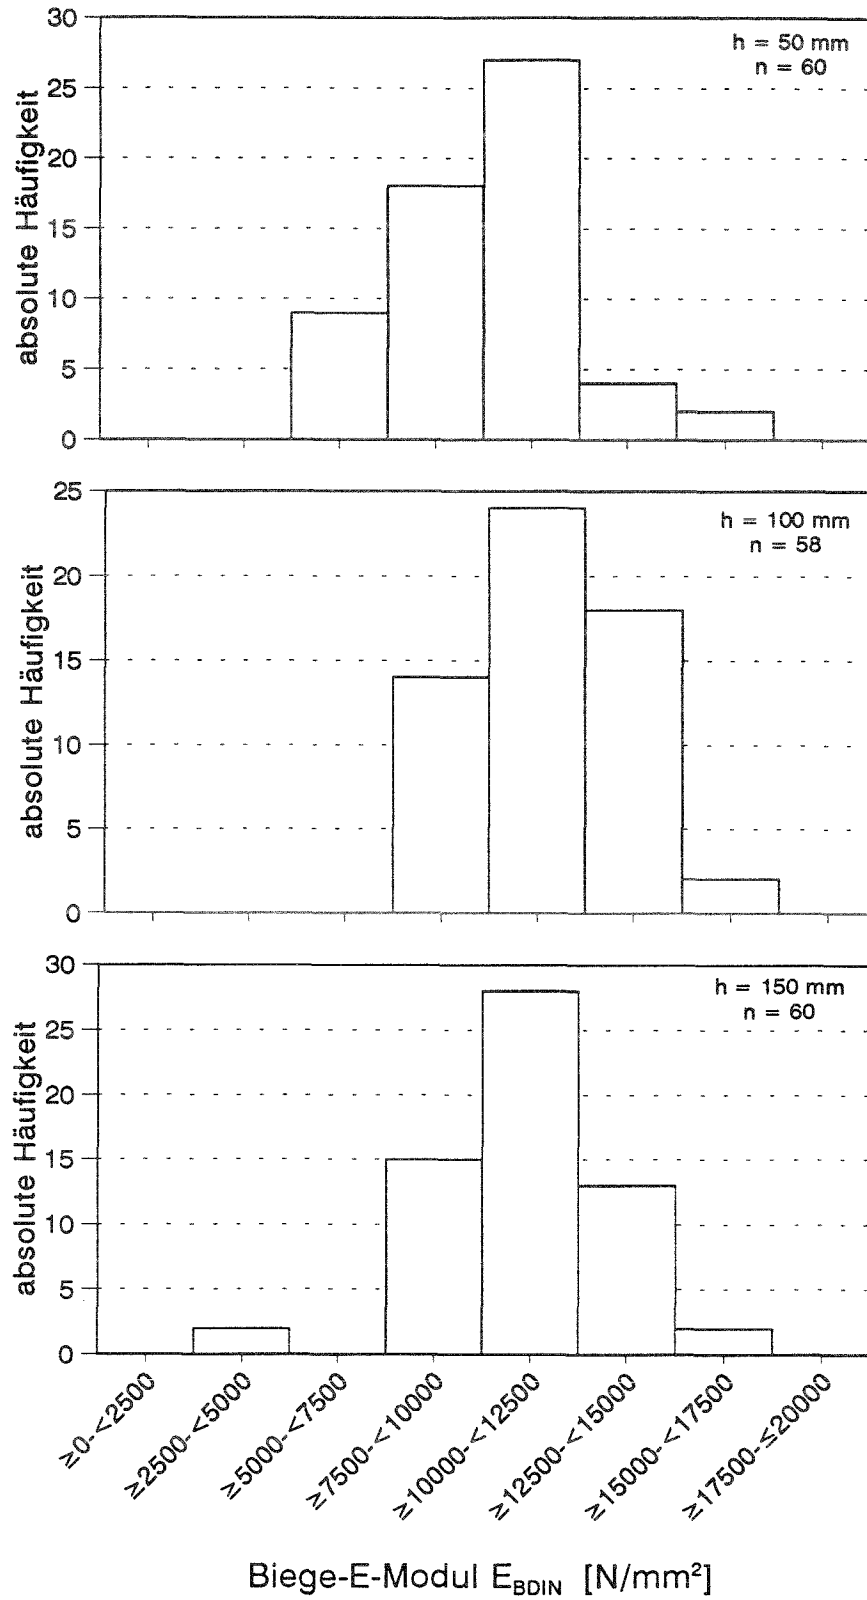 30
25
20
15
10
5
0
absolute Häufigkeit
h = 50 mm
n = 60
25
20
15
10
5
0
absolute Häufigkeit
h = 100 mm
n = 58
30
25
20
15
10
5
0
absolute Häufigkeit
h = 150 mm
n = 60
≥0-<2500
≥2500-<5000
≥5000-<7500
≥7500-<10000
≥10000-<12500
≥12500-<15000
≥15000-<17500
≥17500-≤20000
Biege-E-Modul E_BDIN [N/mm²]